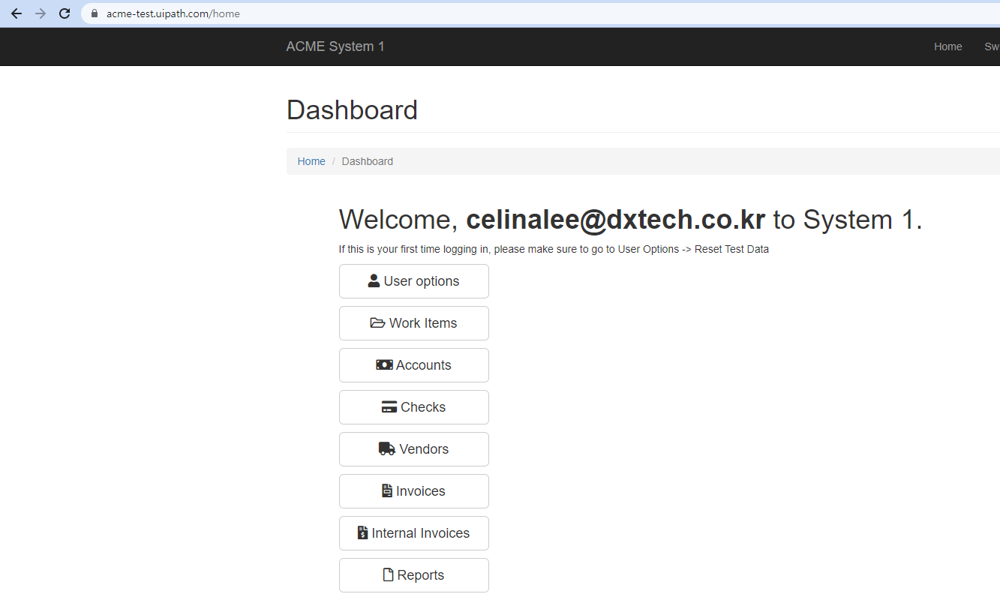 acme-test.uipath.com/home
ACME System 1 Home Sw
Dashboard
Home / Dashboard
Welcome, celinalee@dxtech.co.kr to System 1.
If this is your first time logging in, please make sure to go to User Options -> Reset Test Data
User options
Work Items
Accounts
Checks
Vendors
Invoices
Internal Invoices
Reports